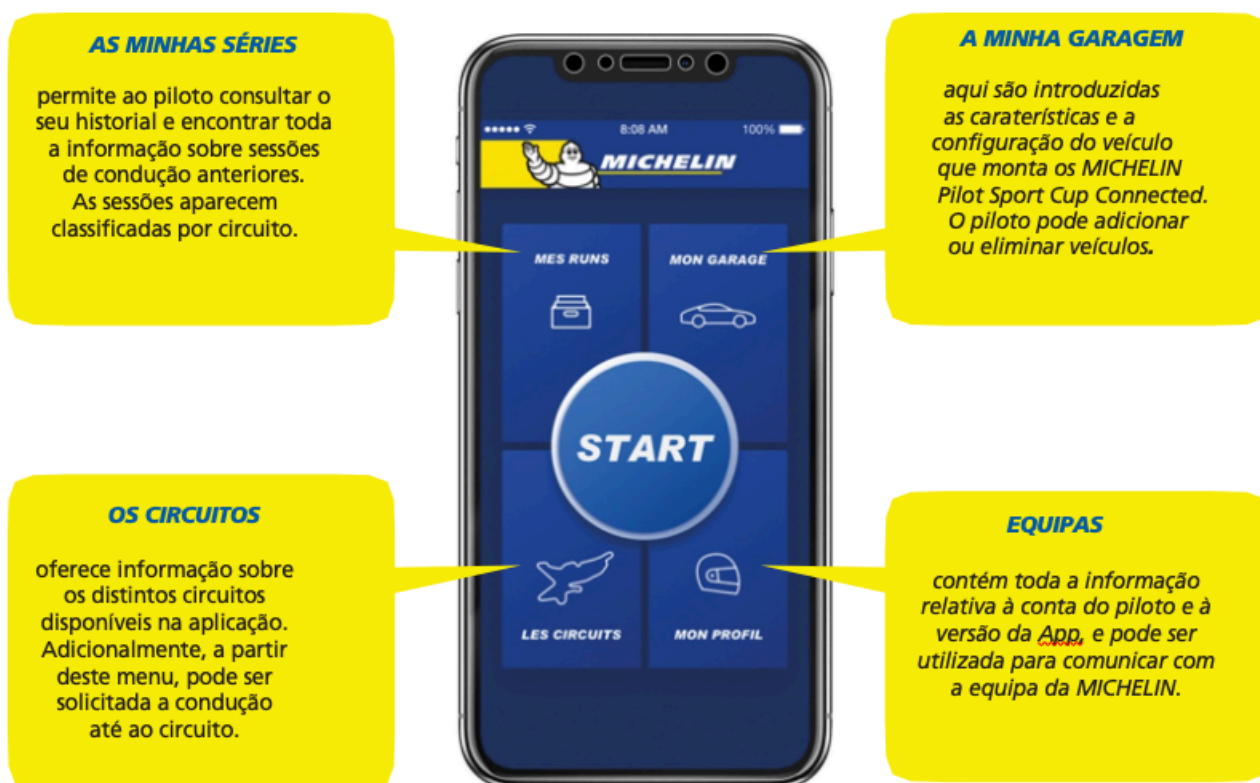 AS MINHAS SÉRIES
permite ao piloto consultar o
seu historial e encontrar toda
a informação sobre sessões
de condução anteriores.
As sessões aparecem
classificadas por circuito.
A MINHA GARAGEM
aqui são introduzidas
as caraterísticas e a
configuração do veículo
que monta os MICHELIN
Pilot Sport Cup Connected.
O piloto pode adicionar
ou eliminar veículos.
8:08 AM
100%
MICHELIN
MES RUNS
MON GARAGE
START
LES CIRCUITS
MON PROFIL
OS CIRCUITOS
oferece informação sobre
os distintos circuitos
disponíveis na aplicação.
Adicionalmente, a partir
deste menu, pode ser
solicitada a condução
até ao circuito.
EQUIPAS
contém toda a informação
relativa à conta do piloto e à
versão da App, e pode ser
utilizada para comunicar com
a equipa da MICHELIN.